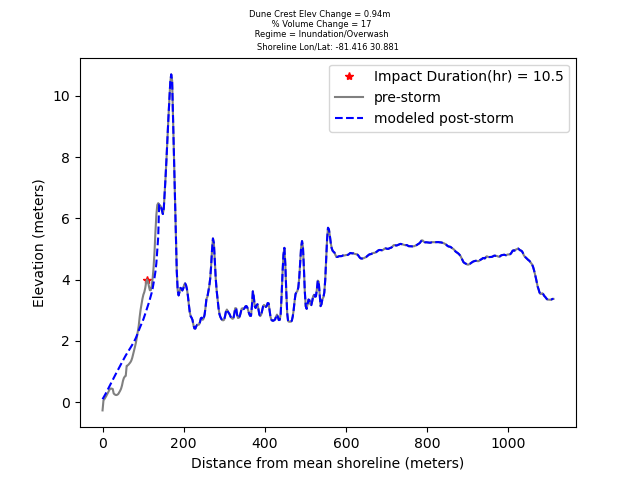 Dune Crest Elev Change = 0.94m
% Volume Change = 17
Regime = Inundation/Overwash
Shoreline Lon/Lat: -81.416 30.881
Impact Duration(hr) = 10.5
pre-storm
modeled post-storm
Elevation (meters)
10
8
6
4
2
0
0 200 400 600 800 1000
Distance from mean shoreline (meters)